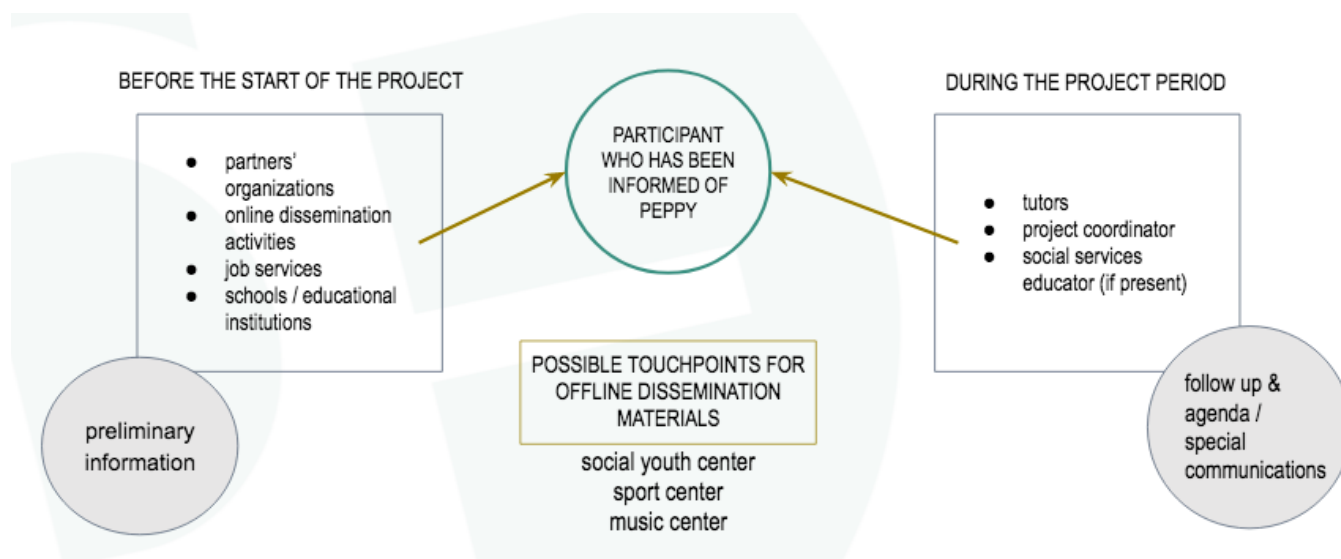 BEFORE THE START OF THE PROJECT
● partners'
organizations
● online dissemination
activities
● job services
● schools / educational
institutions
preliminary
information
PARTICIPANT
WHO HAS BEEN
INFORMED OF
PEPPY
POSSIBLE TOUCHPOINTS FOR
OFFLINE DISSEMINATION
MATERIALS
social youth center
sport center
music center
DURING THE PROJECT PERIOD
● tutors
● project coordinator
● social services
educator (if present)
follow up &
agenda /
special
communications